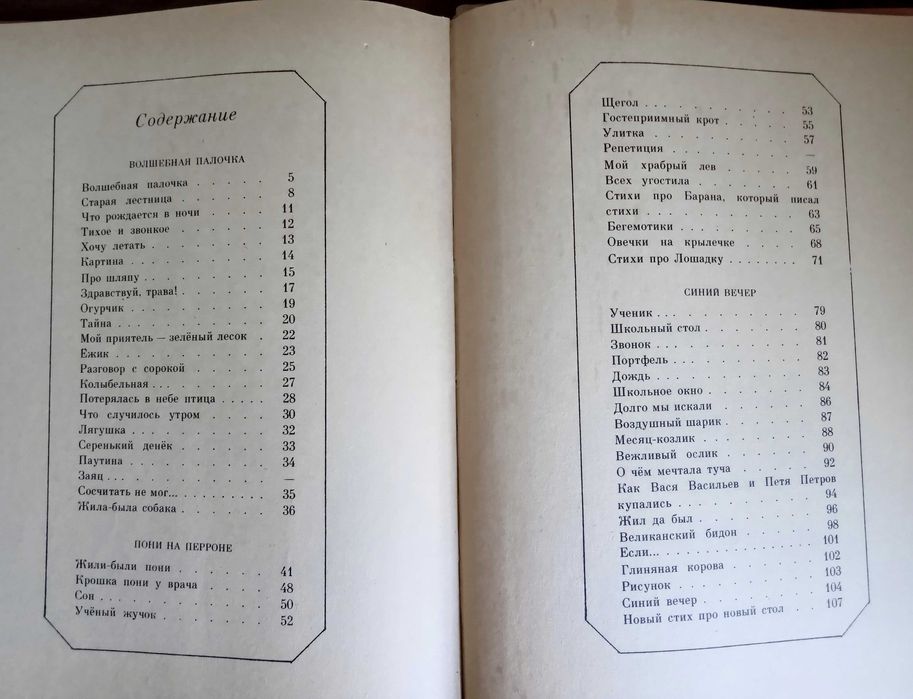 Содержание
ВОЛШЕБНАЯ ПАЛОЧКА
Волшебная палочка . . . . . 5
Старая лестница . . . . . . 8
Что рождается в ночи . . . . 11
Тихое и звонкое . . . . . . 12
Хочу летать . . . . . . . . 13
Картина . . . . . . . . . 14
Про шляпу . . . . . . . . 15
Здравствуй, трава! . . . . . . 17
Огурчик . . . . . . . . . 19
Тайна . . . . . . . . . . 20
Мой приятель — зелёный лесок . 22
Ежик . . . . . . . . . . 23
Разговор с сорокой . . . . . 25
Колыбельная . . . . . . . . 27
Потерялась в небе птица . . . . . 28
Что случилось утром . . . . 30
Лягушка . . . . . . . . . 32
Серенький денёк . . . . . . 33
Паутина . . . . . . . . . 34
Заяц . . . . . . . . . . —
Сосчитать не мог... . . . . . . . . 35
Жила-была собака . . . . . . 36
ПОНИ НА ПЕРРОНЕ
Жили-были пони . . . . . . 41
Крошка пони у врача . . . . . 48
Сон . . . . . . . . . . . 50
Учёный жучок . . . . . . . 52
Щегол . . . . . . . . . . 53
Гостеприимный крот . . . . . 55
Улитка . . . . . . . . . . 57
Репетиция . . . . . . . . —
Мой храбрый лев . . . . . . 59
Всех угостила . . . . . . . 61
Стихи про Барана, который писал
стихи . . . . . . . . . . 63
Бегемотики . . . . . . . . 65
Овечки на крылечке . . . . . 68
Стихи про Лошадку . . . . . . . . 71
СИНИЙ ВЕЧЕР
Ученик . . . . . . . . . . 79
Школьный стол . . . . . . . 80
Звонок . . . . . . . . . . 81
Портфель . . . . . . . . . 82
Дождь . . . . . . . . . . 83
Школьное окно . . . . . . . 84
Долго мы искали . . . . . . 86
Воздушный шарик . . . . . . 87
Месяц-козлик . . . . . . . 88
Вежливый ослик . . . . . . 90
О чём мечтала туча . . . . . 92
Как Вася Васильев и Петя Петров
купались . . . . . . . . . 94
Жил да был . . . . . . . . 96
Великанский бидон . . . . . 98
Если... . . . . . . . . . . . 101
Глиняная корова . . . . . . 102
Рисунок . . . . . . . . . 103
Синий вечер . . . . . . . . 104
Новый стих про новый стол . . 107